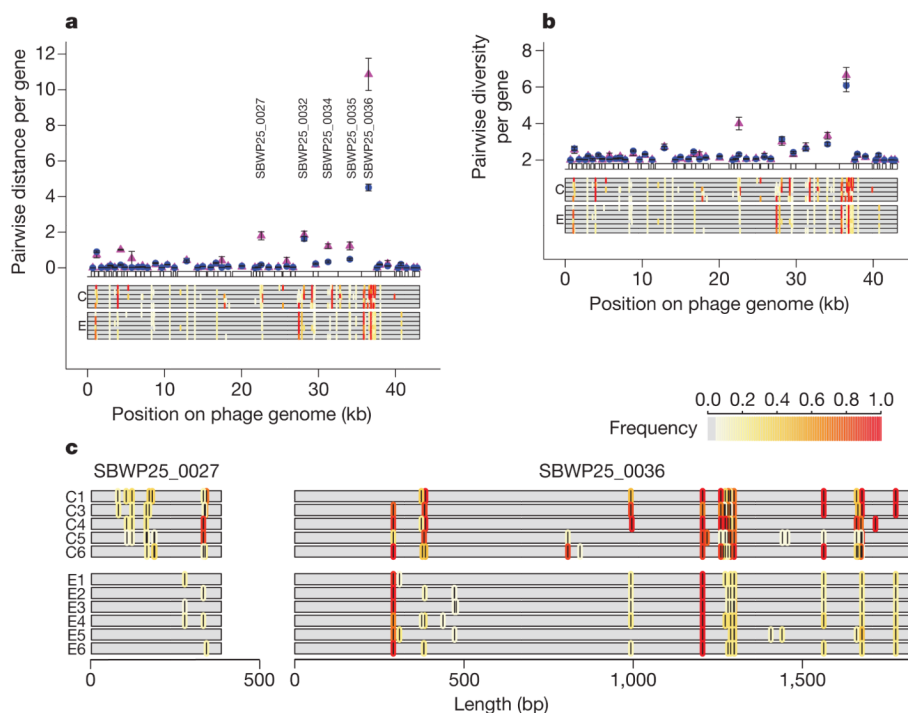 a
Pairwise distance per gene
12
10
8
6
4
2
0
SBWP25_0027
SBWP25_0032
SBWP25_0034
SBWP25_0035
SBWP25_0036
C
E
0 10 20 30 40
Position on phage genome (kb)
b
Pairwise diversity
per gene
8
6
4
2
C
E
0 10 20 30 40
Position on phage genome (kb)
0.0 0.2 0.4 0.6 0.8 1.0
Frequency
c
SBWP25_0027 SBWP25_0036
C1
C3
C4
C5
C6
E1
E2
E3
E4
E5
E6
0 500 0 500 1,000 1,500
Length (bp)